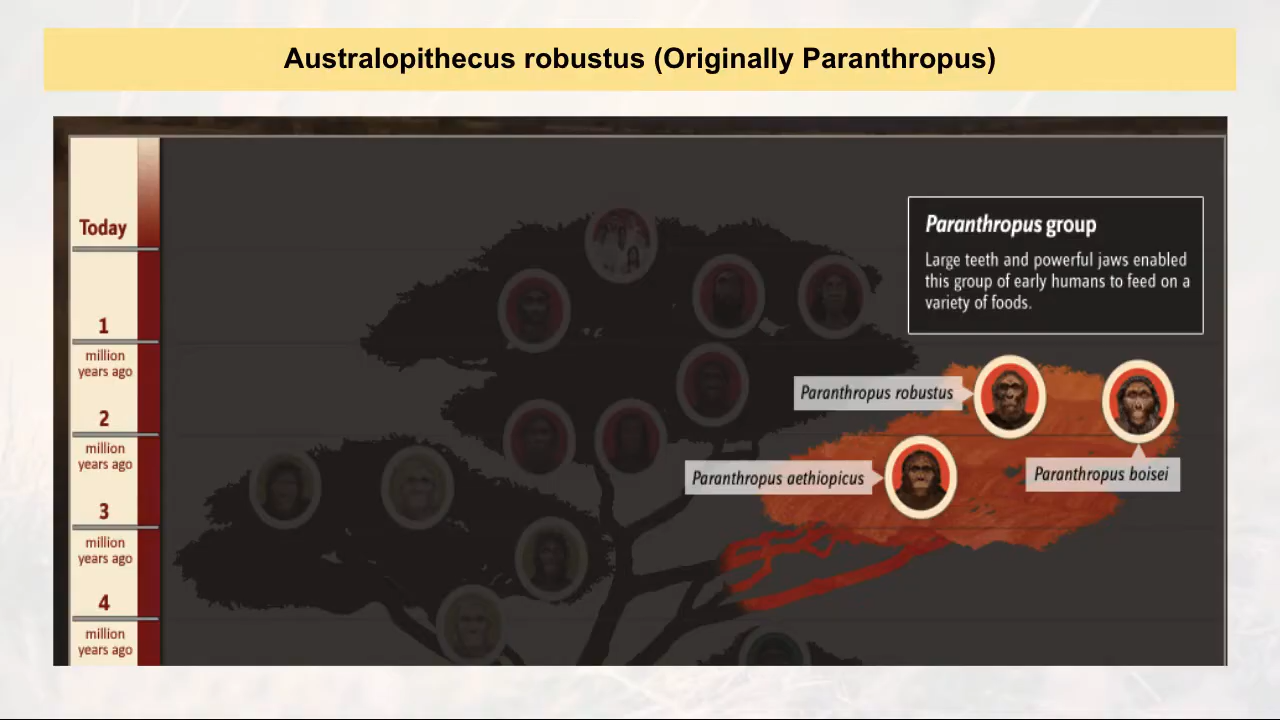 Australopithecus robustus (Originally Paranthropus)
Today
1
million
years ago
2
million
years ago
3
million
years ago
4
million
years ago
Paranthropus group
Large teeth and powerful jaws enabled
this group of early humans to feed on a
variety of foods.
Paranthropus robustus
Paranthropus aethiopicus
Paranthropus boisei